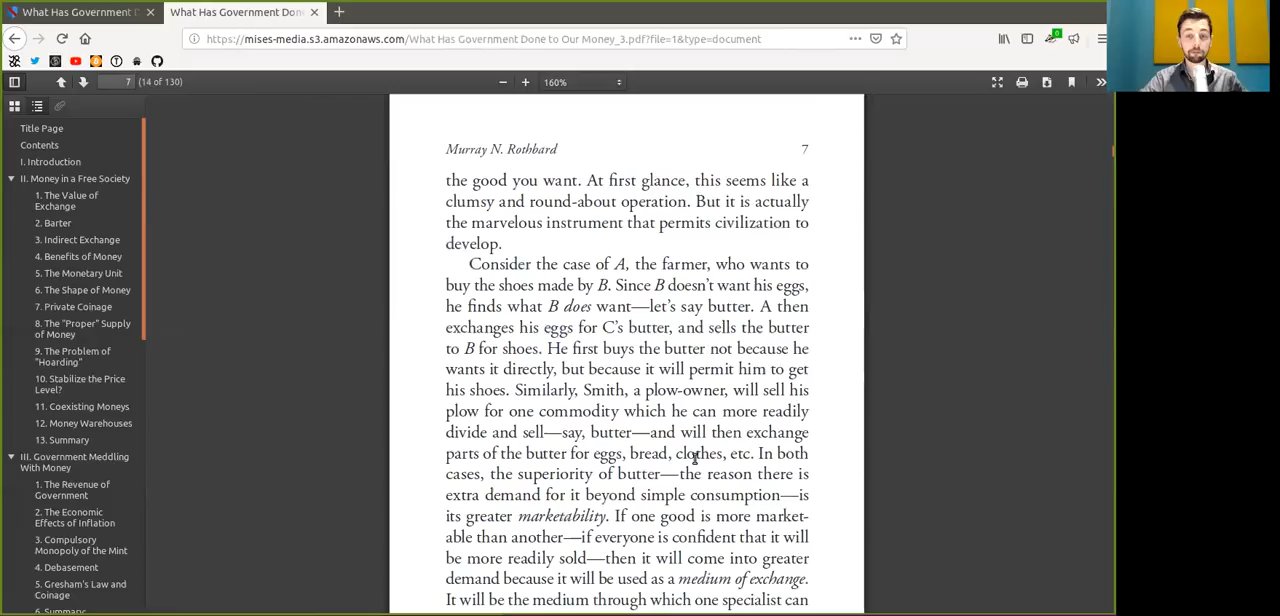 What Has Government D
What Has Government Don
https://mises-media.s3.amazonaws.com/What Has Government Done to Our Money_3.pdf?file=1&type=document
0
7
(14 of 130)
160%
Title Page
Contents
I. Introduction
II. Money in a Free Society
1. The Value of
Exchange
2. Barter
3. Indirect Exchange
4. Benefits of Money
5. The Monetary Unit
6. The Shape of Money
7. Private Coinage
8. The "Proper" Supply
of Money
9. The Problem of
"Hoarding"
10. Stabilize the Price
Level?
11. Coexisting Moneys
12. Money Warehouses
13. Summary
III. Government Meddling
With Money
1. The Revenue of
Government
2. The Economic
Effects of Inflation
3. Compulsory
Monopoly of the Mint
4. Debasement
5. Gresham's Law and
Coinage
6. Summary
Murray N. Rothbard 7
the good you want. At first glance, this seems like a
clumsy and round-about operation. But it is actually
the marvelous instrument that permits civilization to
develop.
Consider the case of A, the farmer, who wants to
buy the shoes made by B. Since B doesn't want his eggs,
he finds what B does want—let's say butter. A then
exchanges his eggs for C's butter, and sells the butter
to B for shoes. He first buys the butter not because he
wants it directly, but because it will permit him to get
his shoes. Similarly, Smith, a plow-owner, will sell his
plow for one commodity which he can more readily
divide and sell—say, butter—and will then exchange
parts of the butter for eggs, bread, clothes, etc. In both
cases, the superiority of butter—the reason there is
extra demand for it beyond simple consumption—is
its greater marketability. If one good is more market-
able than another—if everyone is confident that it will
be more readily sold—then it will come into greater
demand because it will be used as a medium of exchange.
It will be the medium through which one specialist can